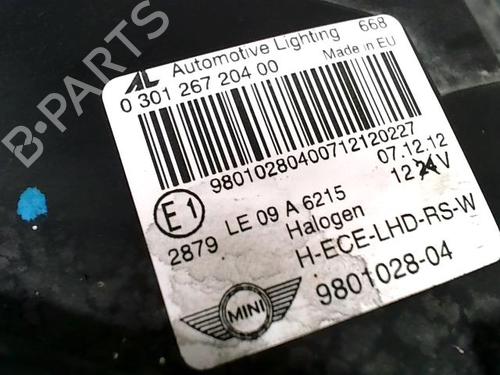 AL Automotive Lighting 668
0 301 267 204 00 Made in EU
98010280400712120227
07.12.12
12 24 V
E1
2879 LE 09 A 6215
Halogen
H-ECE-LHD-RS-W
MINI
9801028-04
B-PARTS